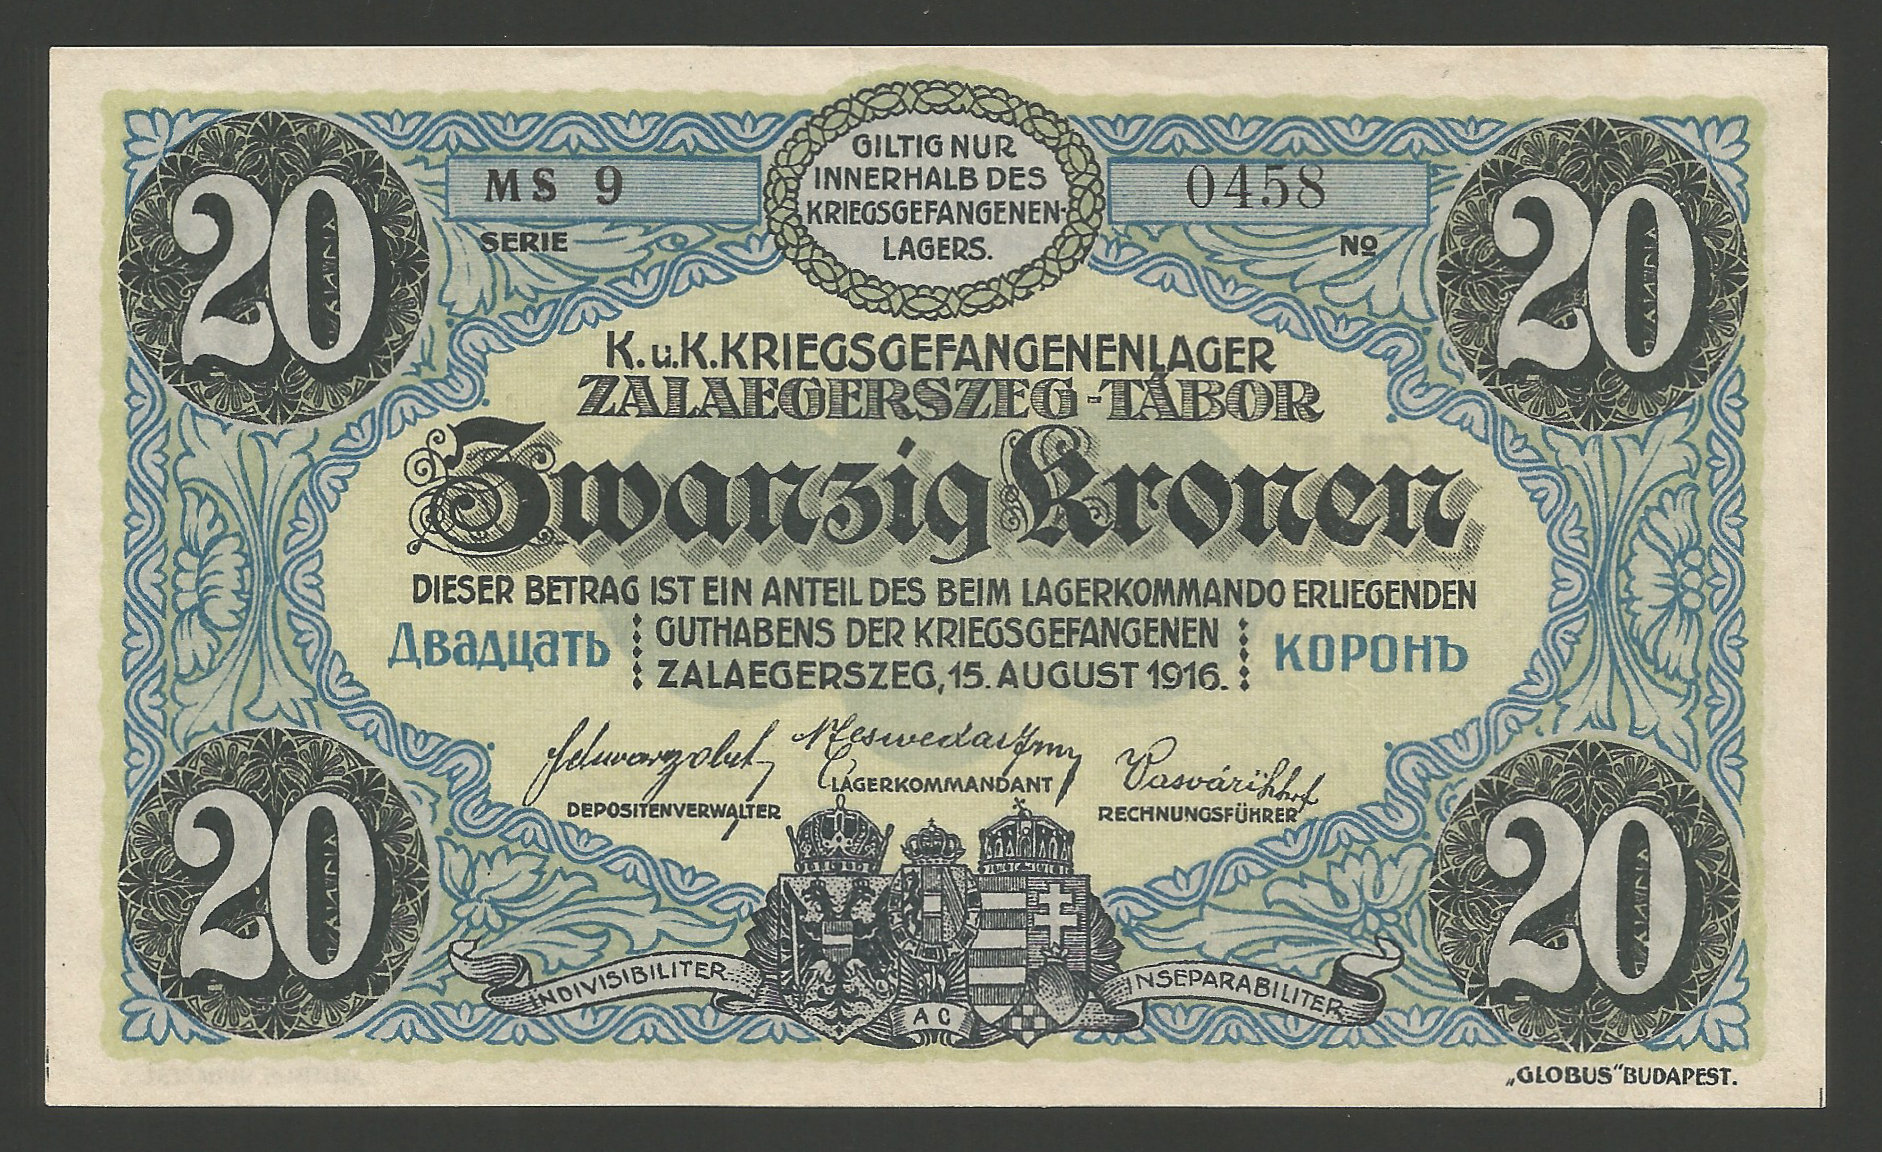 20
MS 9
SERIE
GILTIG NUR
INNERHALB DES
KRIEGSGEFANGENEN-
LAGERS.
0458
No
20
K.u.K.KRIEGSGEFANGENENLAGER
ZALAEGERSZEG-TÁBOR
Zwanzig Kronen
DIESER BETRAG IST EIN ANTEIL DES BEIM LAGERKOMMANDO ERLIEGENDEN
Двадцать
GUTHABENS DER KRIEGSGEFANGENEN
ZALAEGERSZEG, 15. AUGUST 1916.
КОРОНЪ
LAGERKOMMANDANT
DEPOSITENVERWALTER
RECHNUNGSFÜHRER
20
INDIVISIBILITER
AC
INSEPARABILITER
20
„GLOBUS“ BUDAPEST.